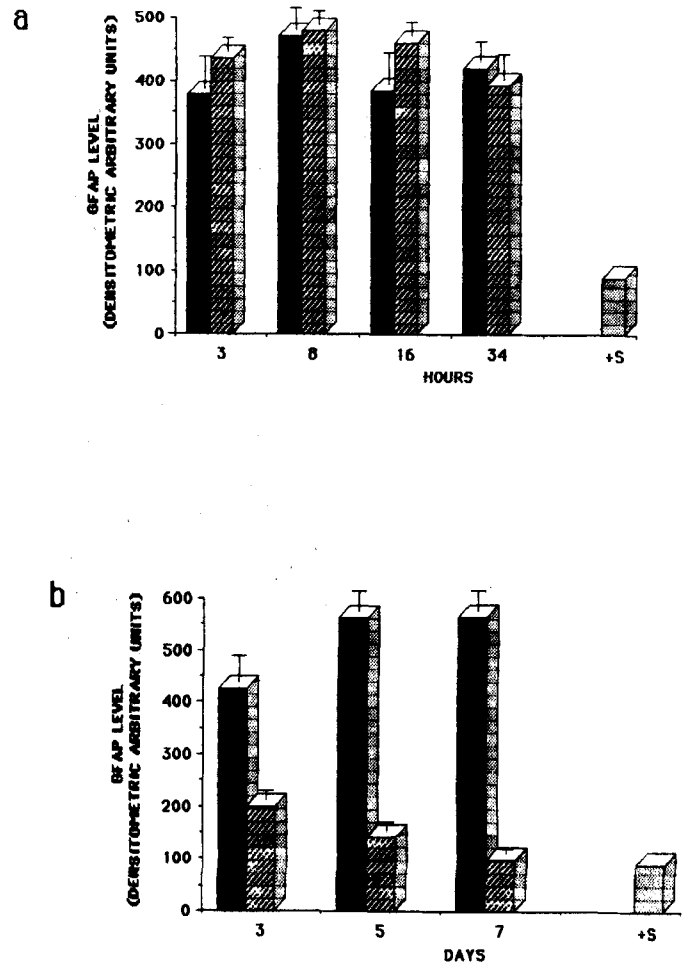 a
GFAP LEVEL
(DENSITOMETRIC ARBITRARY UNITS)
500
400
300
200
100
0
3 8 16 34 +S
HOURS
b
GFAP LEVEL
(DENSITOMETRIC ARBITRARY UNITS)
600
500
400
300
200
100
0
3 5 7 +S
DAYS